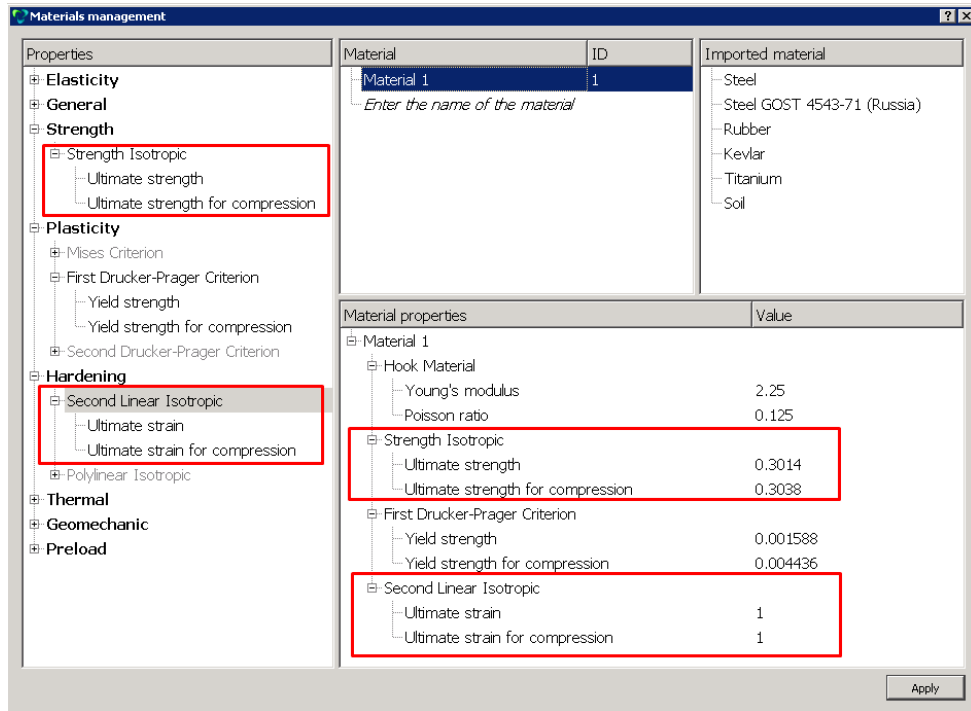 Materials management
Properties
Elasticity
General
Strength
Strength Isotropic
Ultimate strength
Ultimate strength for compression
Plasticity
Mises Criterion
First Drucker-Prager Criterion
Yield strength
Yield strength for compression
Second Drucker-Prager Criterion
Hardening
Second Linear Isotropic
Ultimate strain
Ultimate strain for compression
Polylinear Isotropic
Thermal
Geomechanic
Preload
Material ID
Material 1 1
Enter the name of the material
Imported material
Steel
Steel GOST 4543-71 (Russia)
Rubber
Kevlar
Titanium
Soil
Material properties Value
Material 1
Hook Material
Young's modulus 2.25
Poisson ratio 0.125
Strength Isotropic
Ultimate strength 0.3014
Ultimate strength for compression 0.3038
First Drucker-Prager Criterion
Yield strength 0.001588
Yield strength for compression 0.004436
Second Linear Isotropic
Ultimate strain 1
Ultimate strain for compression 1
Apply